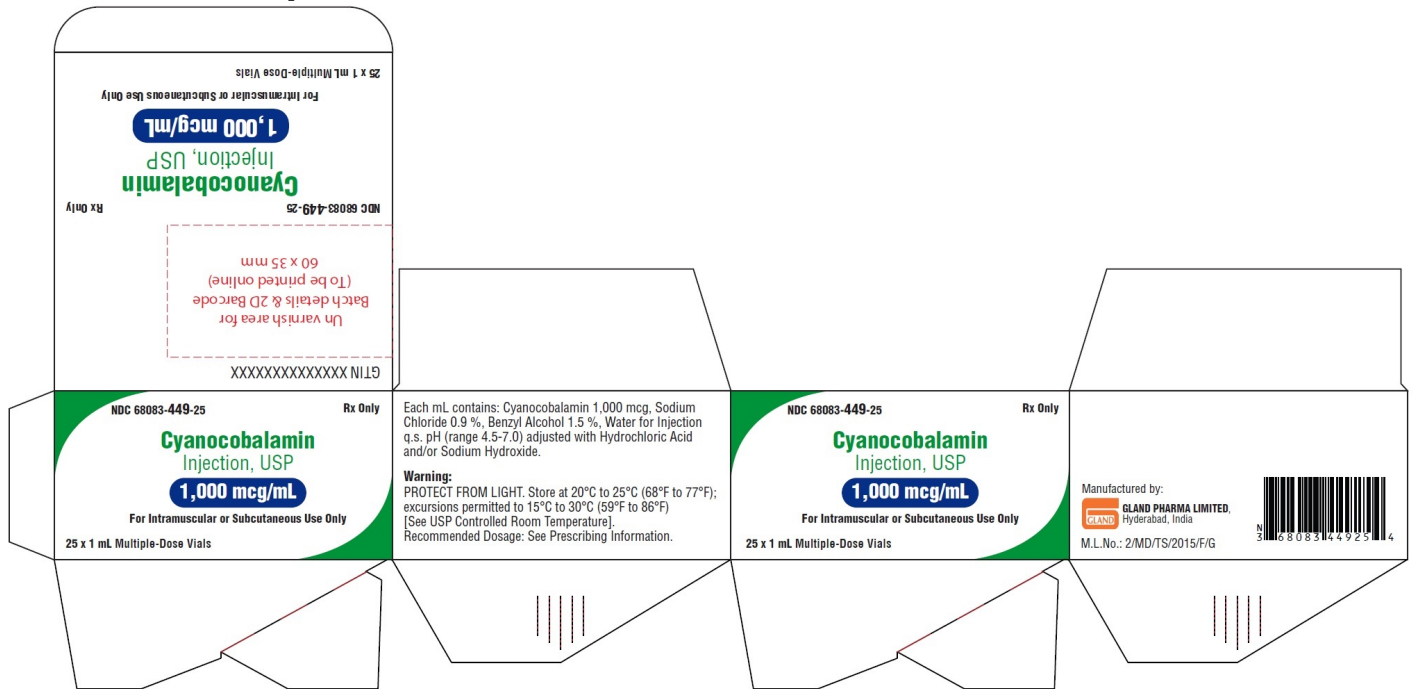 25 x 1 mL Multiple-Dose Vials
For Intramuscular or Subcutaneous Use Only
1,000 mcg/mL
Injection, USP
Cyanocobalamin
NDC 68083-449-25
Rx Only
Un varnish area for
Batch details & 2D Barcode
(To be printed online)
60 x 35 mm
GTIN XXXXXXXXXXXXXXX
NDC 68083-449-25
Rx Only
Cyanocobalamin
Injection, USP
1,000 mcg/mL
For Intramuscular or Subcutaneous Use Only
25 x 1 mL Multiple-Dose Vials
Each mL contains: Cyanocobalamin 1,000 mcg, Sodium
Chloride 0.9 %, Benzyl Alcohol 1.5 %, Water for Injection
q.s. pH (range 4.5-7.0) adjusted with Hydrochloric Acid
and/or Sodium Hydroxide.
Warning:
PROTECT FROM LIGHT. Store at 20°C to 25°C (68°F to 77°F);
excursions permitted to 15°C to 30°C (59°F to 86°F)
[See USP Controlled Room Temperature].
Recommended Dosage: See Prescribing Information.
NDC 68083-449-25
Rx Only
Cyanocobalamin
Injection, USP
1,000 mcg/mL
For Intramuscular or Subcutaneous Use Only
25 x 1 mL Multiple-Dose Vials
Manufactured by:
GLAND
GLAND PHARMA LIMITED,
Hyderabad, India
M.L.No.: 2/MD/TS/2015/F/G
N
3 68083 44925 4